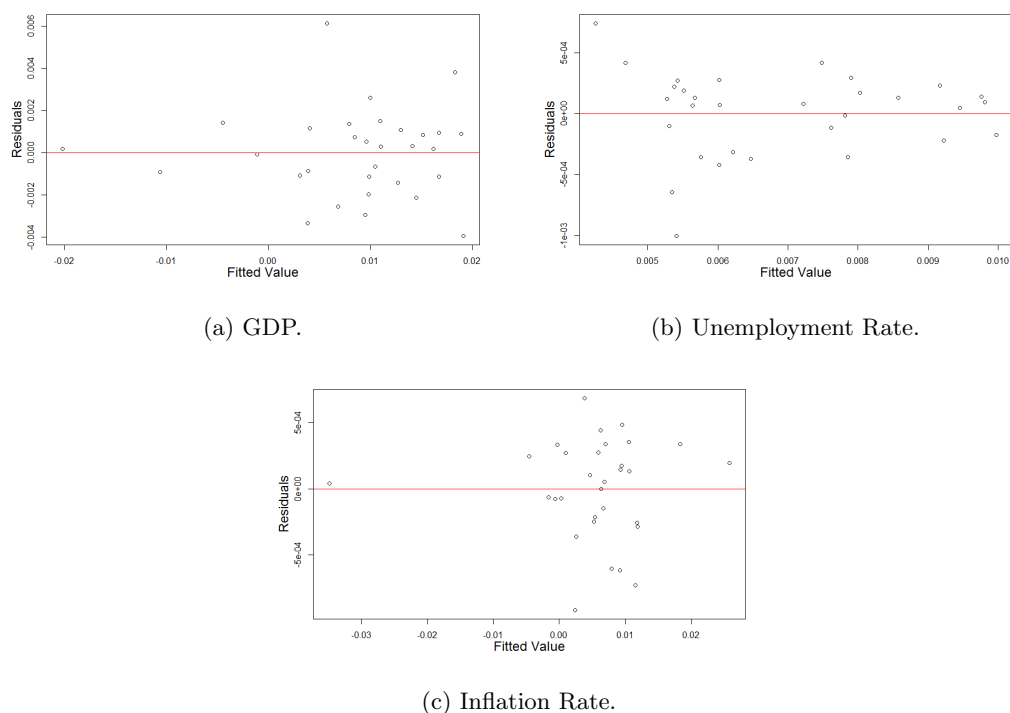 0.006
0.004
0.002
0.000
-0.002
-0.004
Residuals
-0.02 -0.01 0.00 0.01 0.02
Fitted Value
(a) GDP.
5e-04
0e+00
-5e-04
-1e-03
Residuals
0.005 0.006 0.007 0.008 0.009 0.010
Fitted Value
(b) Unemployment Rate.
5e-04
0e+00
-5e-04
Residuals
-0.03 -0.02 -0.01 0.00 0.01 0.02
Fitted Value
(c) Inflation Rate.